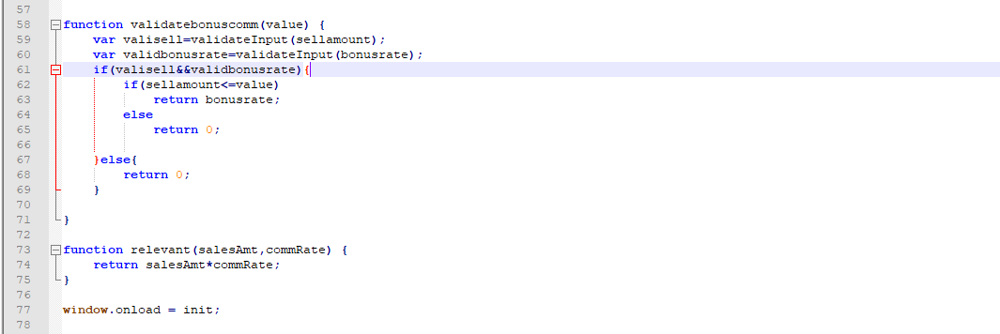 57
58 function validatebonuscomm(value) {
59     var valisell=validateInput(sellamount);
60     var validbonusrate=validateInput(bonusrate);
61     if(valisell&&validbonusrate){
62         if(sellamount<=value)
63             return bonusrate;
64         else
65             return 0;
66
67     }else{
68         return 0;
69     }
70
71 }
72
73 function relevant(salesAmt,commRate) {
74     return salesAmt*commRate;
75 }
76
77 window.onload = init;
78